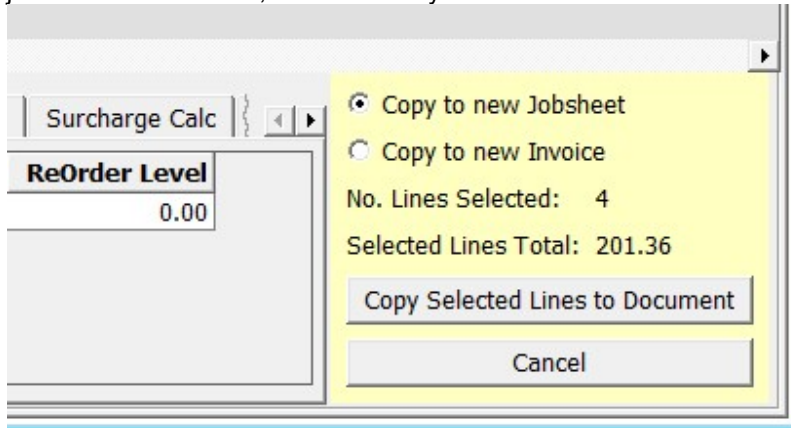 Surcharge Calc
ReOrder Level
0.00
Copy to new Jobsheet
Copy to new Invoice
No. Lines Selected: 4
Selected Lines Total: 201.36
Copy Selected Lines to Document
Cancel